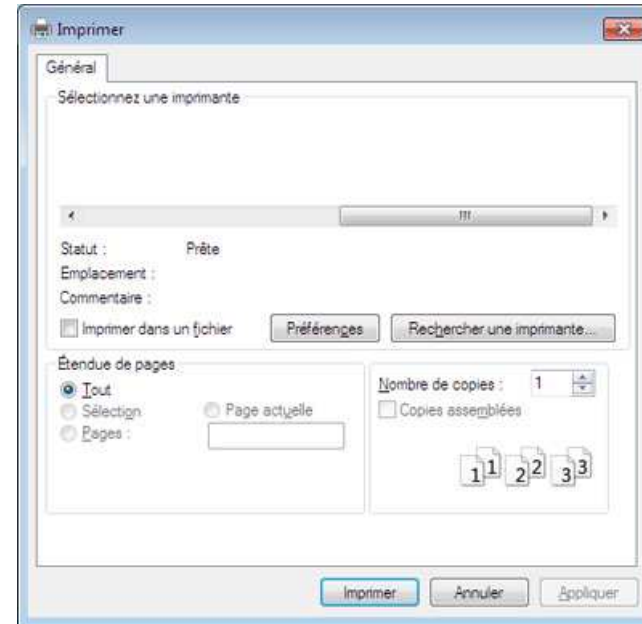 Imprimer
Général
Sélectionnez une imprimante
Statut : Prête
Emplacement :
Commentaire :
Imprimer dans un fichier Préférences Rechercher une imprimante...
Étendue de pages
Tout
Sélection Page actuelle
Pages :
Nombre de copies : 1
Copies assemblées
1 1 2 2 3 3
Imprimer Annuler Appliquer